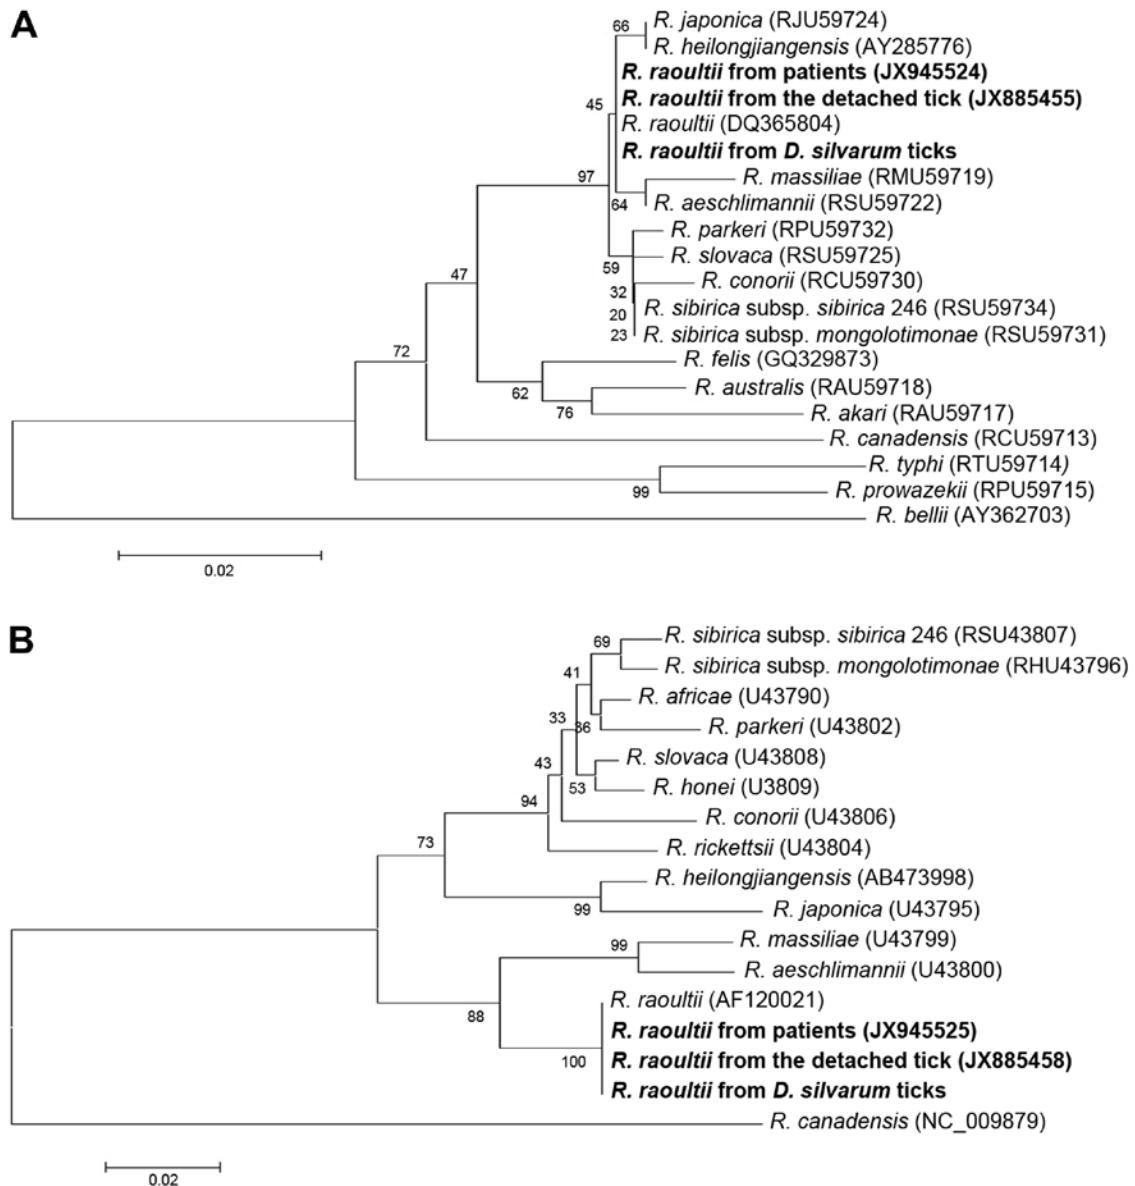 A
66
R. japonica (RJU59724)
R. heilongjiangensis (AY285776)
R. raoultii from patients (JX945524)
R. raoultii from the detached tick (JX885455)
45
R. raoultii (DQ365804)
R. raoultii from D. silvarum ticks
97
R. massiliae (RMU59719)
64
R. aeschlimannii (RSU59722)
R. parkeri (RPU59732)
R. slovaca (RSU59725)
59
R. conorii (RCU59730)
32
R. sibirica subsp. sibirica 246 (RSU59734)
20
23
R. sibirica subsp. mongolotimonae (RSU59731)
47
R. felis (GQ329873)
72
62
R. australis (RAU59718)
76
R. akari (RAU59717)
R. canadensis (RCU59713)
R. typhi (RTU59714)
99
R. prowazekii (RPU59715)
R. bellii (AY362703)
0.02
B
69
R. sibirica subsp. sibirica 246 (RSU43807)
R. sibirica subsp. mongolotimonae (RHU43796)
41
R. africae (U43790)
33
36
R. parkeri (U43802)
R. slovaca (U43808)
43
53
R. honei (U3809)
94
R. conorii (U43806)
73
R. rickettsii (U43804)
R. heilongjiangensis (AB473998)
99
R. japonica (U43795)
99
R. massiliae (U43799)
R. aeschlimannii (U43800)
88
R. raoultii (AF120021)
R. raoultii from patients (JX945525)
100
R. raoultii from the detached tick (JX885458)
R. raoultii from D. silvarum ticks
R. canadensis (NC_009879)
0.02